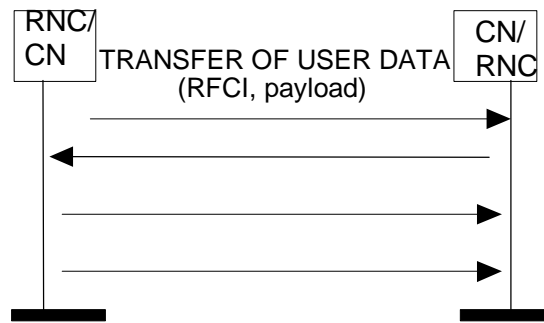 RNC/
CN
CN/
RNC
TRANSFER OF USER DATA
(RFCI, payload)